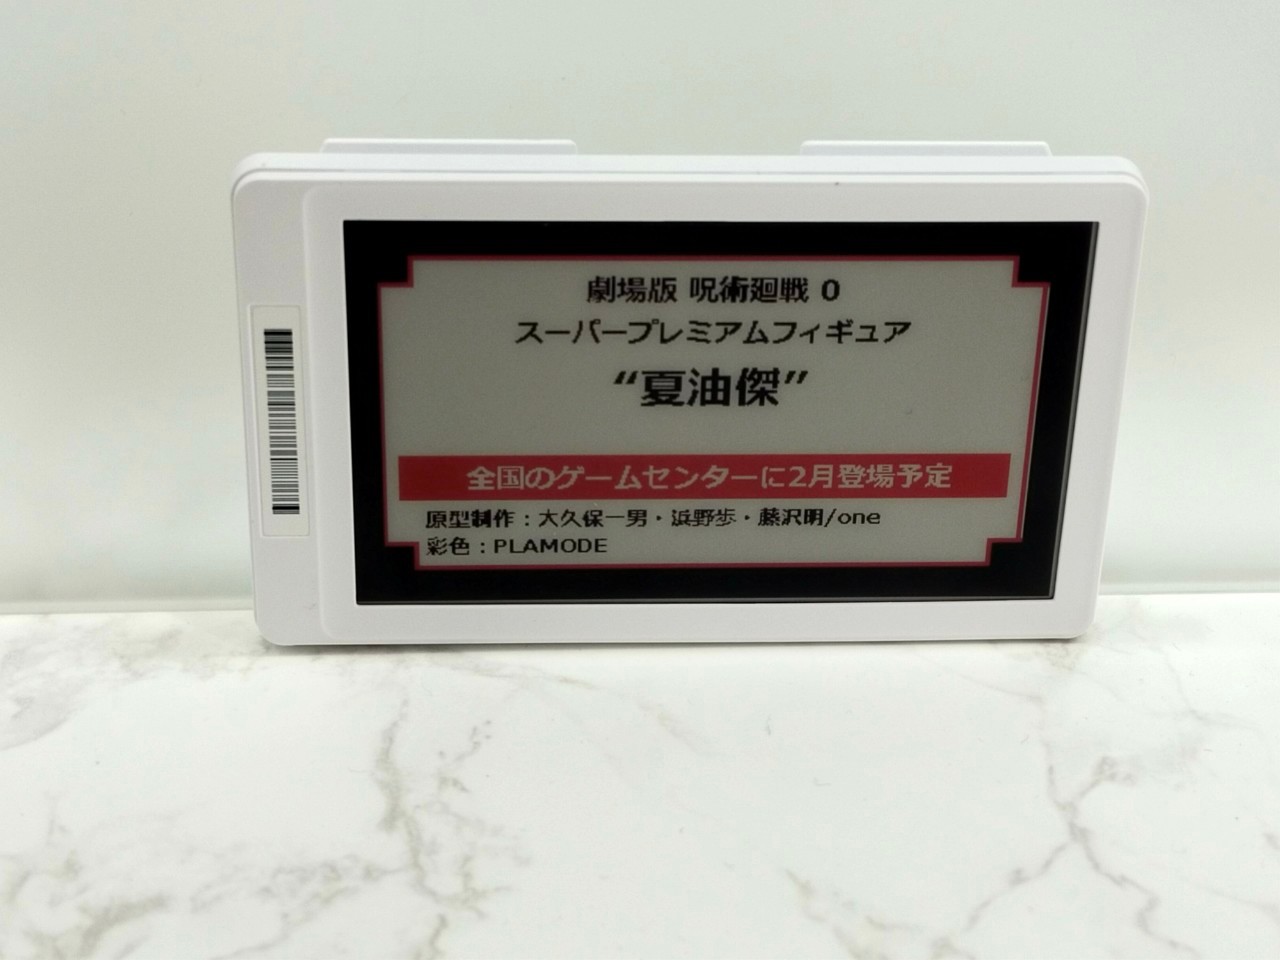 劇場版 呪術廻戦 0
スーパープレミアムフィギュア
“夏油傑”
全国のゲームセンターに2月登場予定
原型制作：大久保一男・浜野歩・藤沢明/one
彩色：PLAMODE